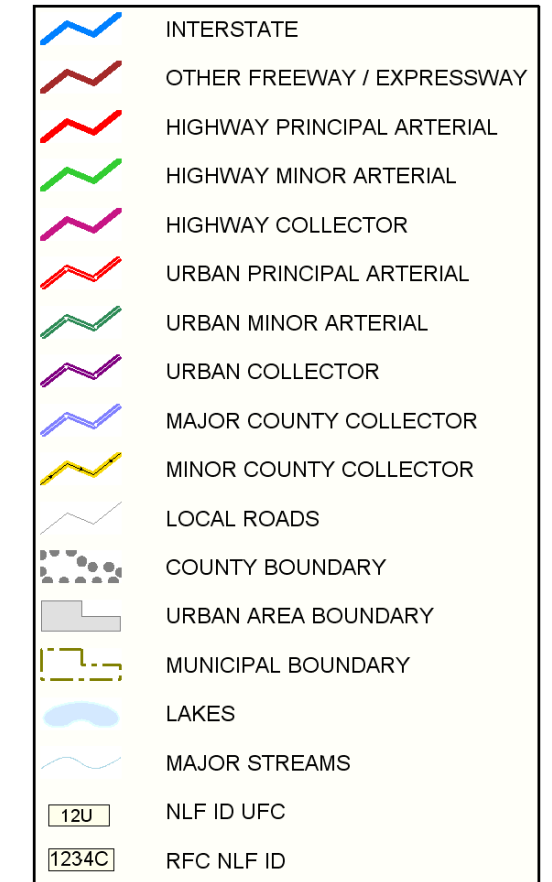 INTERSTATE
OTHER FREEWAY / EXPRESSWAY
HIGHWAY PRINCIPAL ARTERIAL
HIGHWAY MINOR ARTERIAL
HIGHWAY COLLECTOR
URBAN PRINCIPAL ARTERIAL
URBAN MINOR ARTERIAL
URBAN COLLECTOR
MAJOR COUNTY COLLECTOR
MINOR COUNTY COLLECTOR
LOCAL ROADS
COUNTY BOUNDARY
URBAN AREA BOUNDARY
MUNICIPAL BOUNDARY
LAKES
MAJOR STREAMS
12U NLF ID UFC
1234C RFC NLF ID